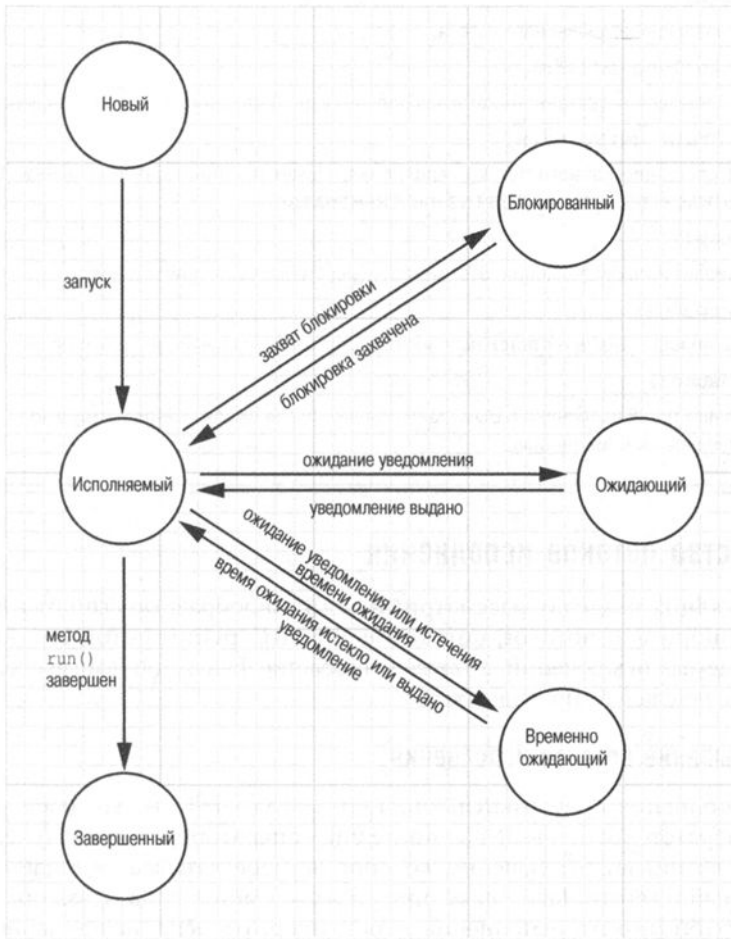 Новый
Блокированный
запуск
захват блокировки
блокировка захвачена
Исполняемый
ожидание уведомления
Ожидающий
уведомление выдано
ожидание уведомления или истечения
времени ожидания
время ожидания истекло или выдано
уведомление
метод
run()
завершен
Временно
ожидающий
Завершенный